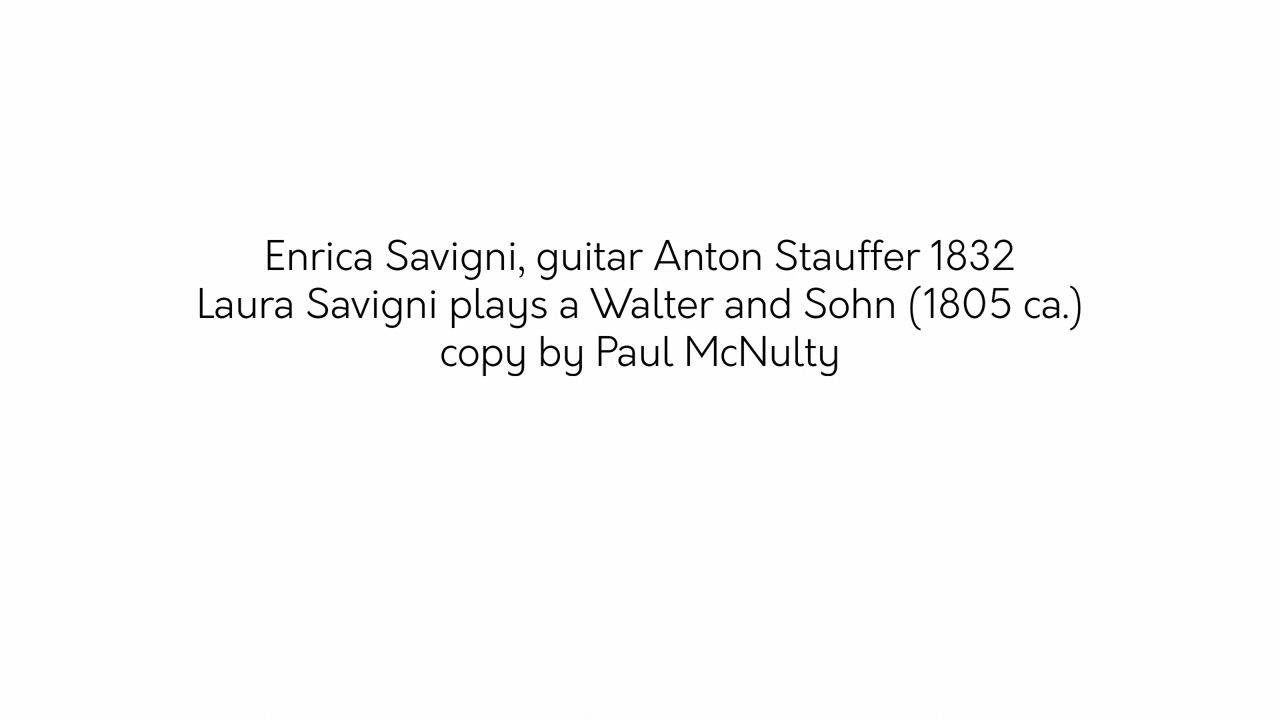 Enrica Savigni, guitar Anton Stauffer 1832
Laura Savigni plays a Walter and Sohn (1805 ca.)
copy by Paul McNulty